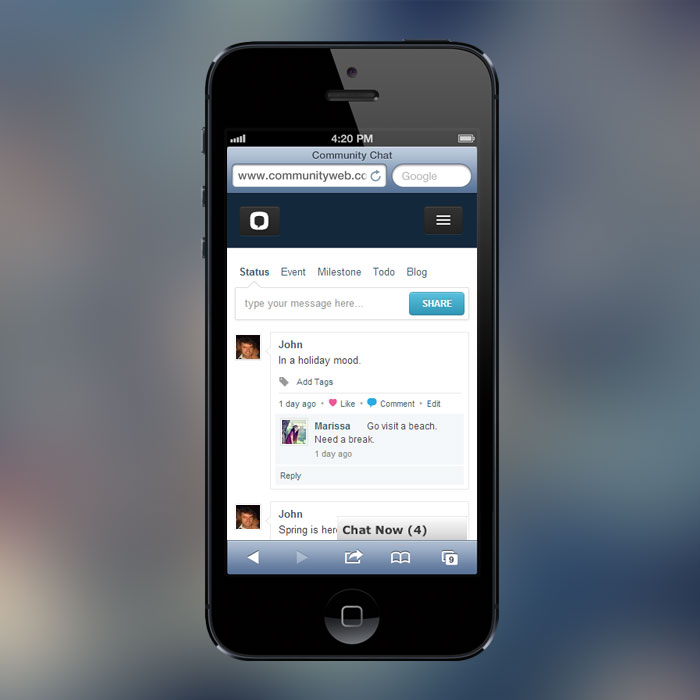 4:20 PM
Community Chat
www.communityweb.cc Google
Status Event Milestone Todo Blog
type your message here... SHARE
John
In a holiday mood.
Add Tags
1 day ago • Like • Comment • Edit
Marissa Go visit a beach.
Need a break.
1 day ago
Reply
John
Spring is here
Chat Now (4)
9